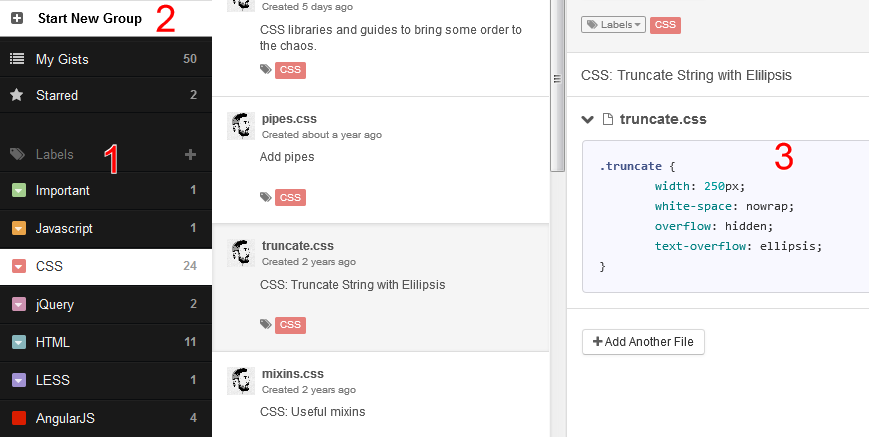 Start New Group
2
My Gists 50
Starred 2
Labels
1
Important 1
Javascript 1
CSS 24
jQuery 2
HTML 11
LESS 1
AngularJS 4
Created 5 days ago
CSS libraries and guides to bring some order to
the chaos.
CSS
pipes.css
Created about a year ago
Add pipes
CSS
truncate.css
Created 2 years ago
CSS: Truncate String with Elilipsis
CSS
mixins.css
Created 2 years ago
CSS: Useful mixins
Labels CSS
CSS: Truncate String with Elilipsis
truncate.css
3
.truncate {
width: 250px;
white-space: nowrap;
overflow: hidden;
text-overflow: ellipsis;
}
Add Another File